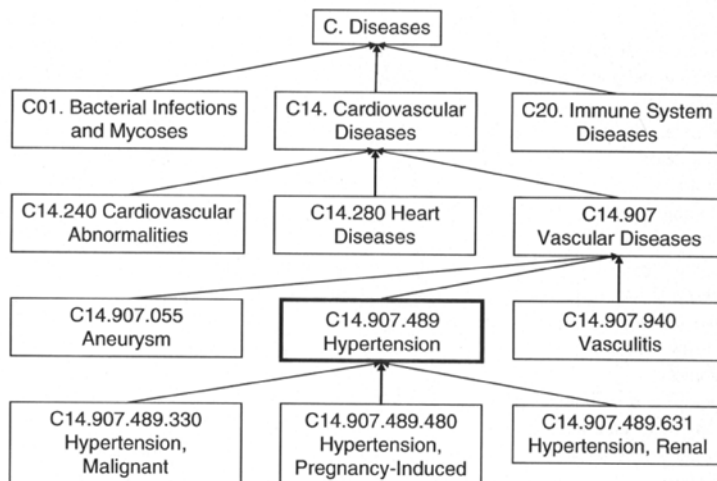 C. Diseases
C01. Bacterial Infections
and Mycoses
C14. Cardiovascular
Diseases
C20. Immune System
Diseases
C14.240 Cardiovascular
Abnormalities
C14.280 Heart
Diseases
C14.907
Vascular Diseases
C14.907.055
Aneurysm
C14.907.489
Hypertension
C14.907.940
Vasculitis
C14.907.489.330
Hypertension,
Malignant
C14.907.489.480
Hypertension,
Pregnancy-Induced
C14.907.489.631
Hypertension, Renal